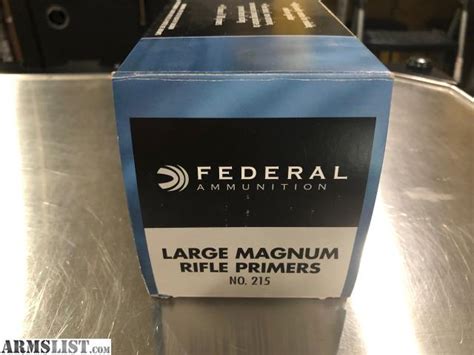 FEDERAL
AMMUNITION
LARGE MAGNUM
RIFLE PRIMERS
NO. 215
ARMSLIST.com